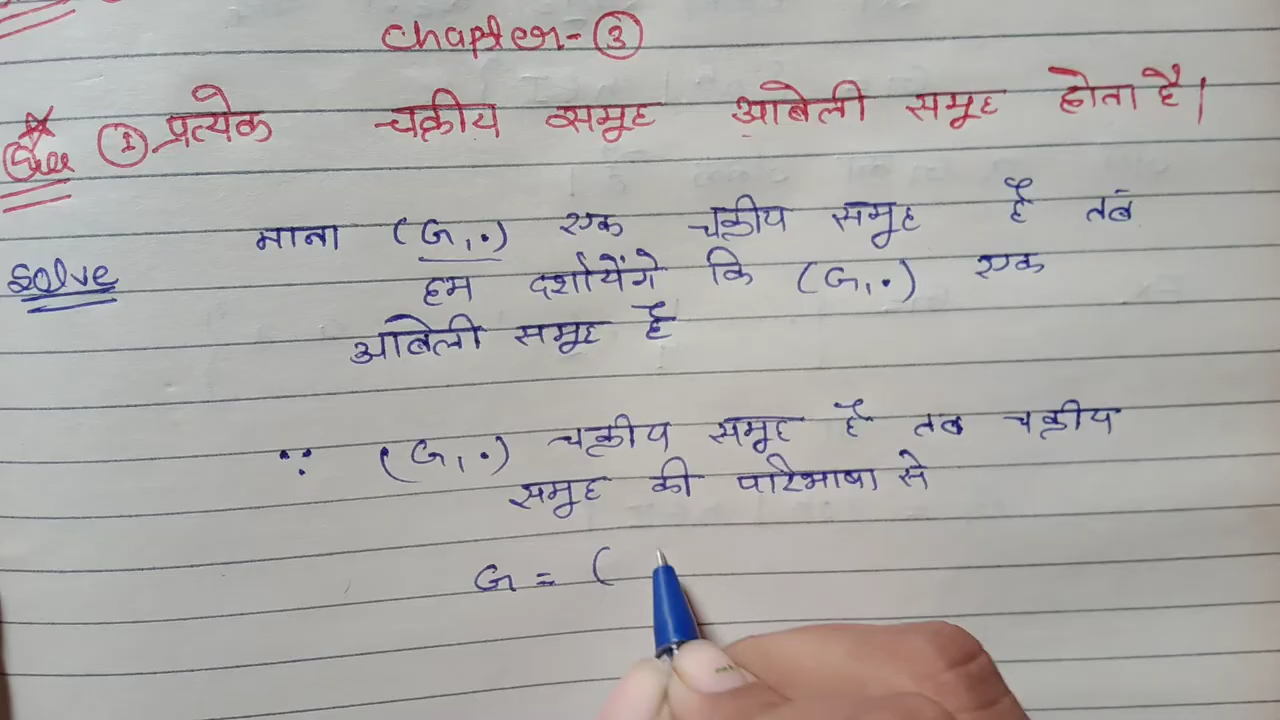 Chapter-③
① प्रत्येक चक्रीय समूह आबेली समूह होता है।
माना (G,•) एक चक्रीय समूह है तब
solve
हम दर्शायेंगे कि (G,•) एक
आबेली समूह है
∵ (G,•) चक्रीय समूह है तब चक्रीय
समूह की परिभाषा से
G = (